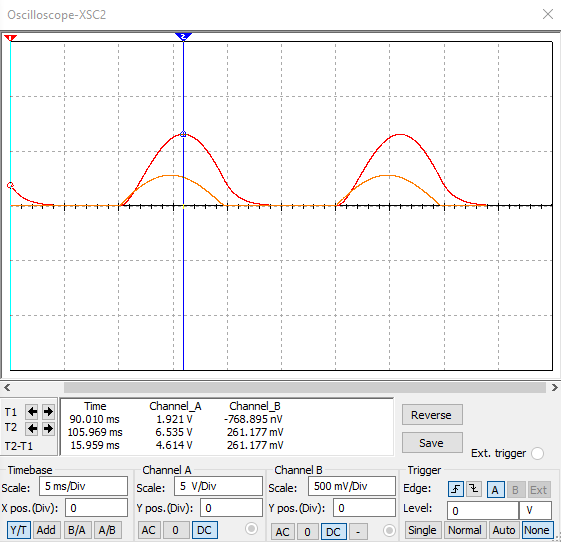 Oscilloscope-XSC2
1 2
T1
T2
T2-T1
Time Channel_A Channel_B
90.010 ms 1.921 V -768.895 nV
105.969 ms 6.535 V 261.177 mV
15.959 ms 4.614 V 261.177 mV
Reverse
Save
Ext. trigger
Timebase
Scale: 5 ms/Div
X pos.(Div): 0
Y/T Add B/A A/B
Channel A
Scale: 5 V/Div
Y pos.(Div): 0
AC 0 DC
Channel B
Scale: 500 mV/Div
Y pos.(Div): 0
AC 0 DC -
Trigger
Edge: A B Ext
Level: 0 V
Single Normal Auto None